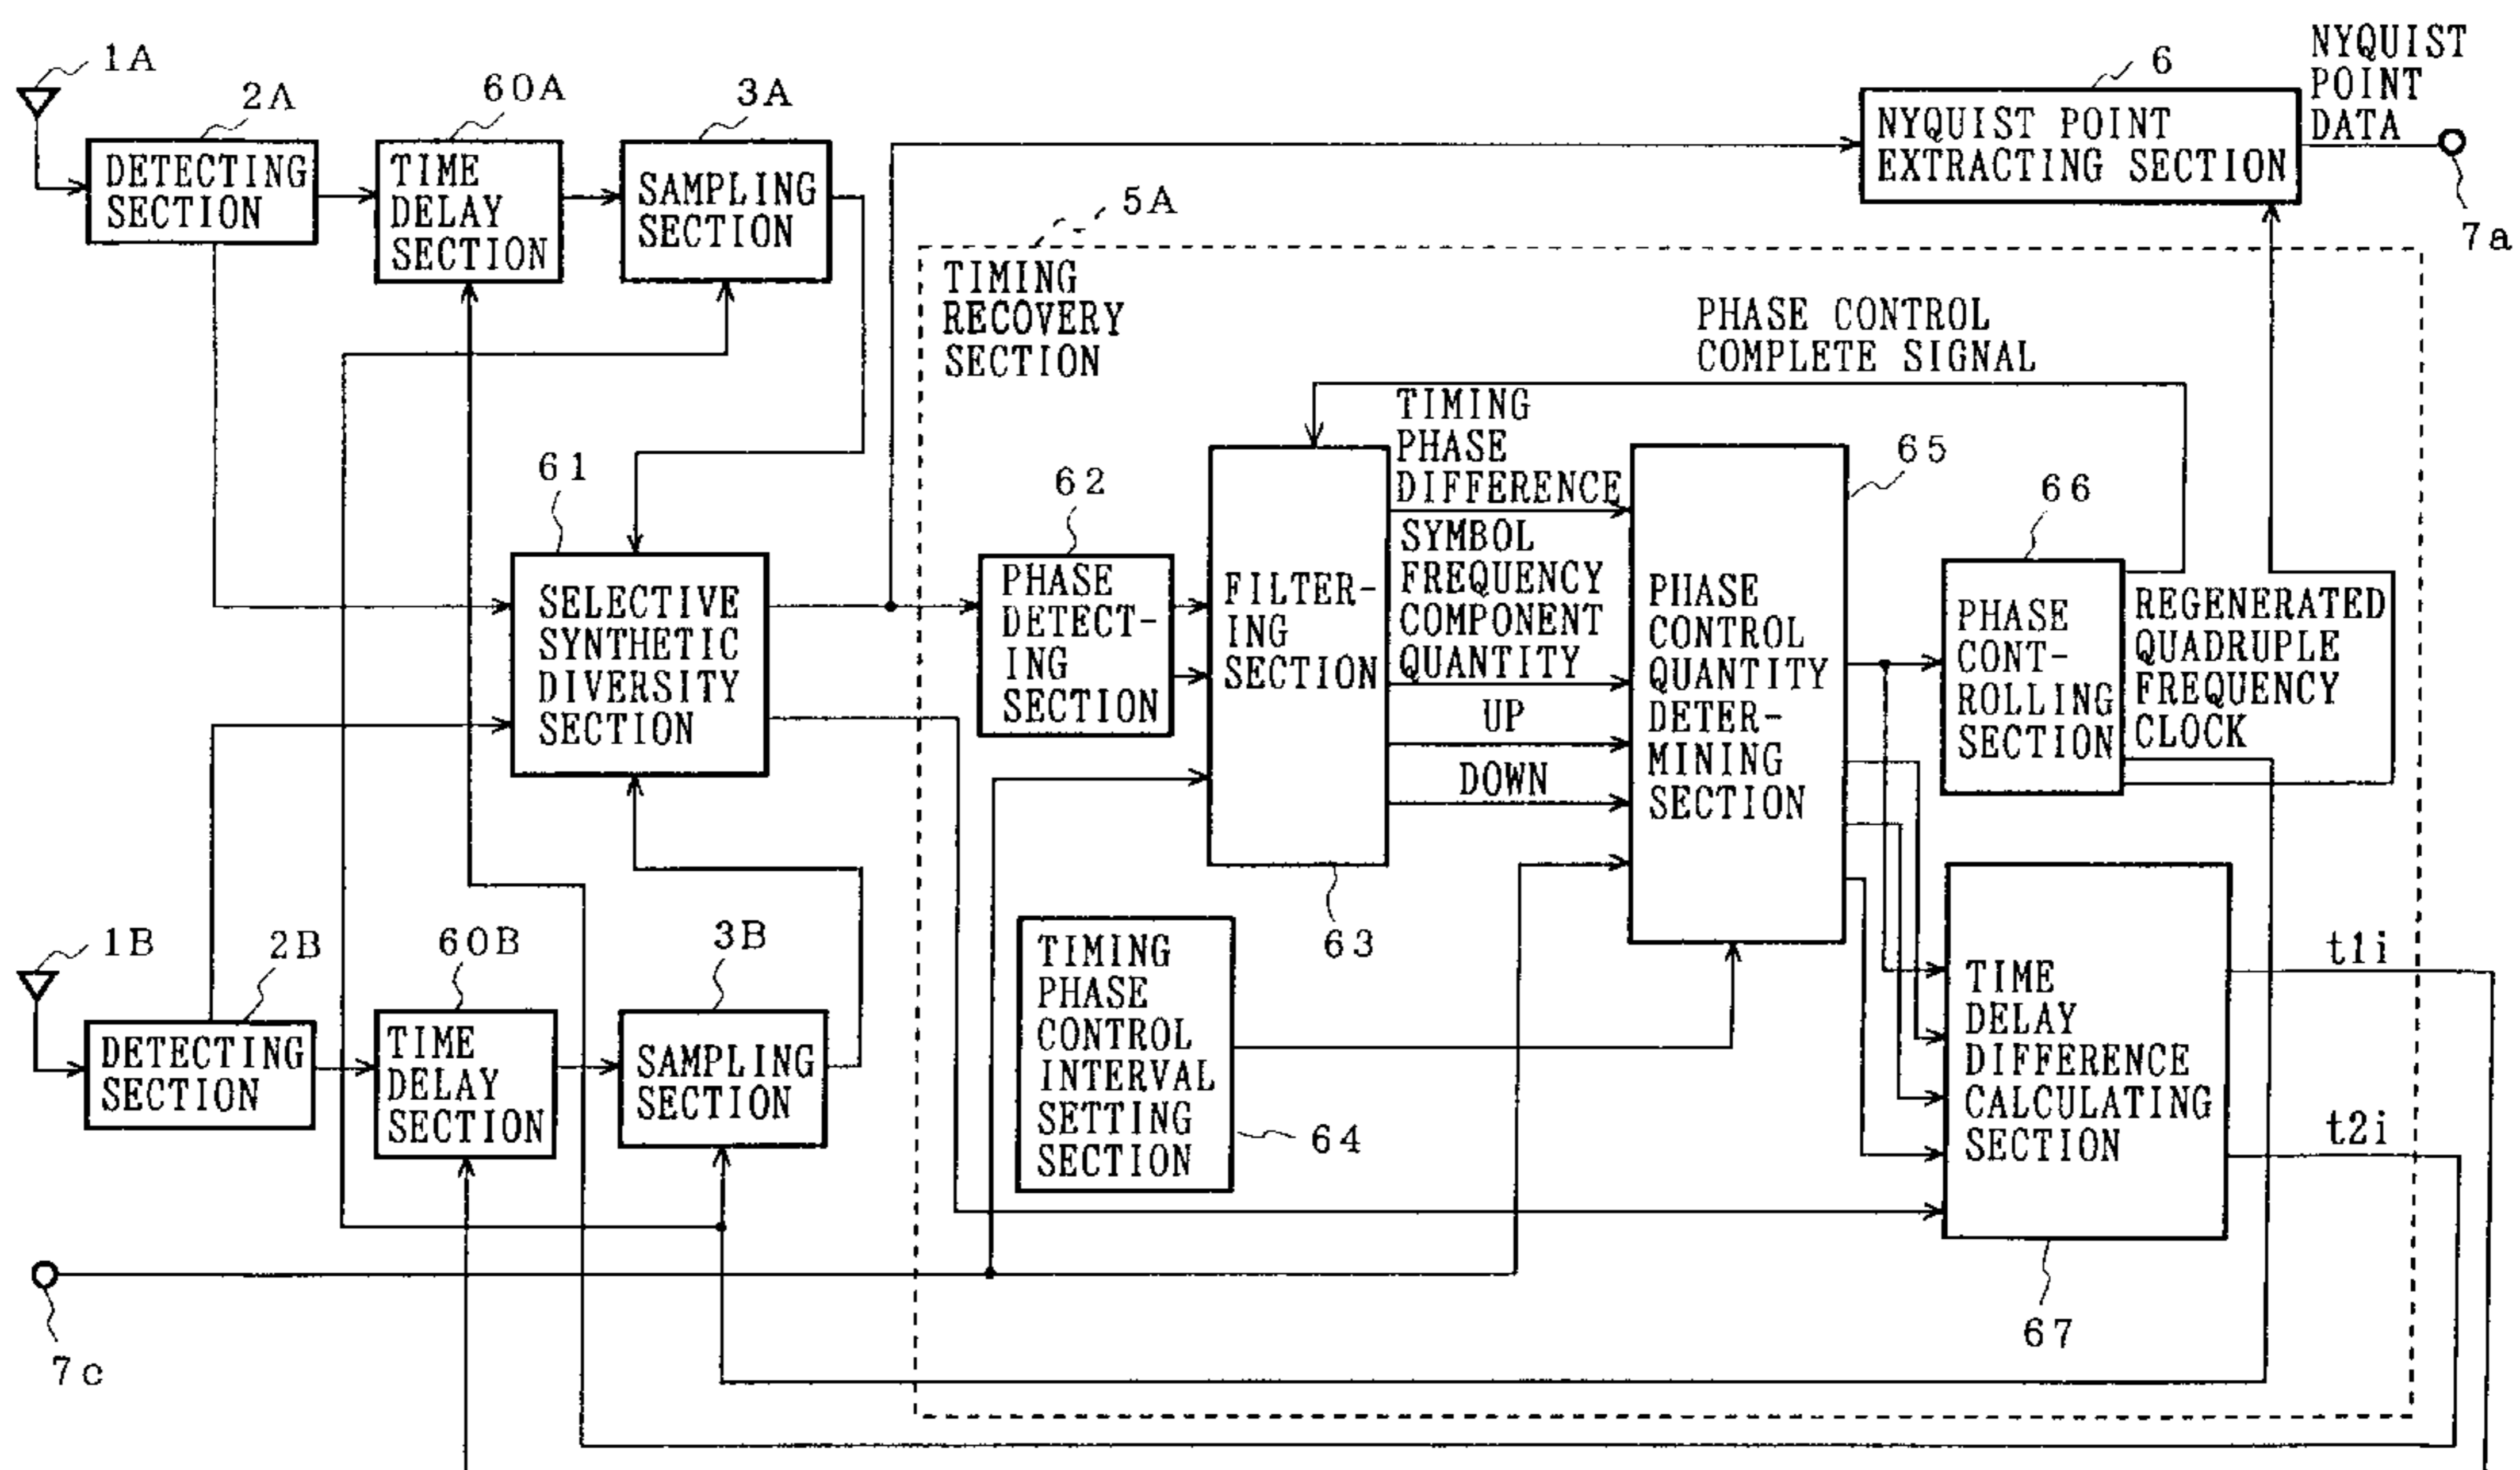 1A
2A
DETECTING
SECTION
60A
TIME
DELAY
SECTION
3A
SAMPLING
SECTION
6
NYQUIST POINT
EXTRACTING SECTION
NYQUIST
POINT
DATA
7a
5A
TIMING
RECOVERY
SECTION
PHASE CONTROL
COMPLETE SIGNAL
61
SELECTIVE
SYNTHETIC
DIVERSITY
SECTION
62
PHASE
DETECT-
ING
SECTION
FILTER-
ING
SECTION
63
TIMING
PHASE
DIFFERENCE
SYMBOL
FREQUENCY
COMPONENT
QUANTITY
UP
DOWN
65
PHASE
CONTROL
QUANTITY
DETER-
MINING
SECTION
66
PHASE
CONT-
ROLLING
SECTION
REGENERATED
QUADRUPLE
FREQUENCY
CLOCK
1B
2B
DETECTING
SECTION
60B
TIME
DELAY
SECTION
3B
SAMPLING
SECTION
TIMING
PHASE
CONTROL
INTERVAL
SETTING
SECTION
64
TIME
DELAY
DIFFERENCE
CALCULATING
SECTION
67
t1i
t2i
7c